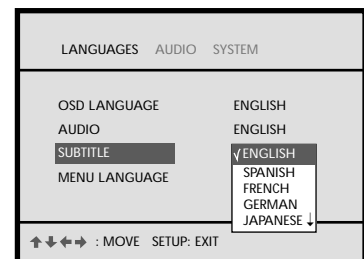 LANGUAGES AUDIO SYSTEM
OSD LANGUAGE ENGLISH
AUDIO ENGLISH
SUBTITLE √ENGLISH
MENU LANGUAGE SPANISH
FRENCH
GERMAN
JAPANESE ↓
↑↓←→ : MOVE SETUP: EXIT